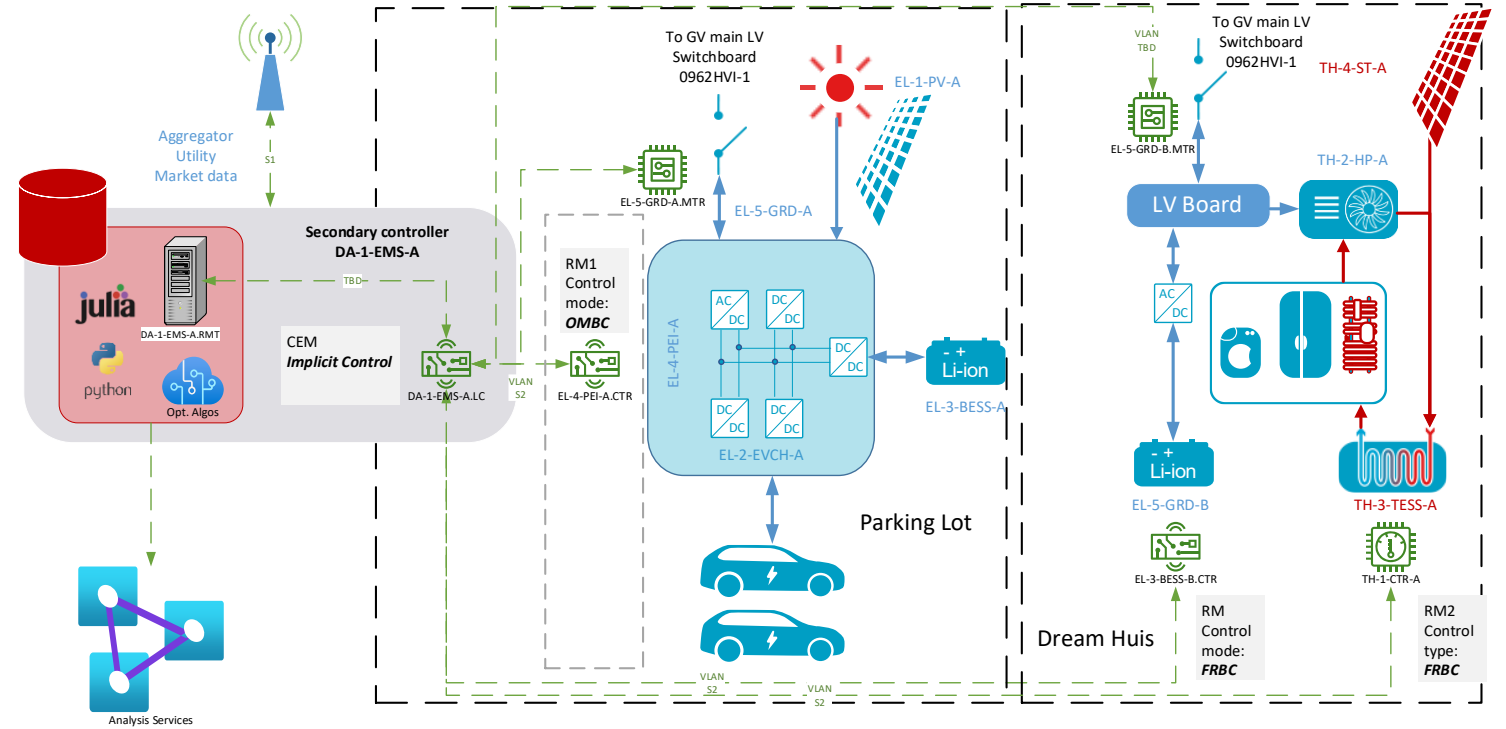 Aggregator
Utility
Market data
S1
Secondary controller
DA-1-EMS-A
TBD
julia
DA-1-EMS-A.RMT
python
Opt. Algos
CEM
Implicit Control
DA-1-EMS-A.LC
VLAN
S2
Analysis Services
To GV main LV
Switchboard
0962HVI-1
EL-1-PV-A
EL-5-GRD-A.MTR
EL-5-GRD-A
RM1
Control
mode:
OMBC
EL-4-PEI-A.CTR
EL-4-PEI-A
AC
DC
DC
DC
DC
DC
DC
DC
DC
DC
EL-2-EVCH-A
- +
Li-ion
EL-3-BESS-A
Parking Lot
VLAN
S2
VLAN
S2
VLAN
TBD
To GV main LV
Switchboard
0962HVI-1
TH-4-ST-A
EL-5-GRD-B.MTR
TH-2-HP-A
LV Board
AC
DC
- +
Li-ion
EL-5-GRD-B
TH-3-TESS-A
EL-3-BESS-B.CTR
TH-1-CTR-A
Dream Huis
RM
Control
mode:
FRBC
RM2
Control
type:
FRBC